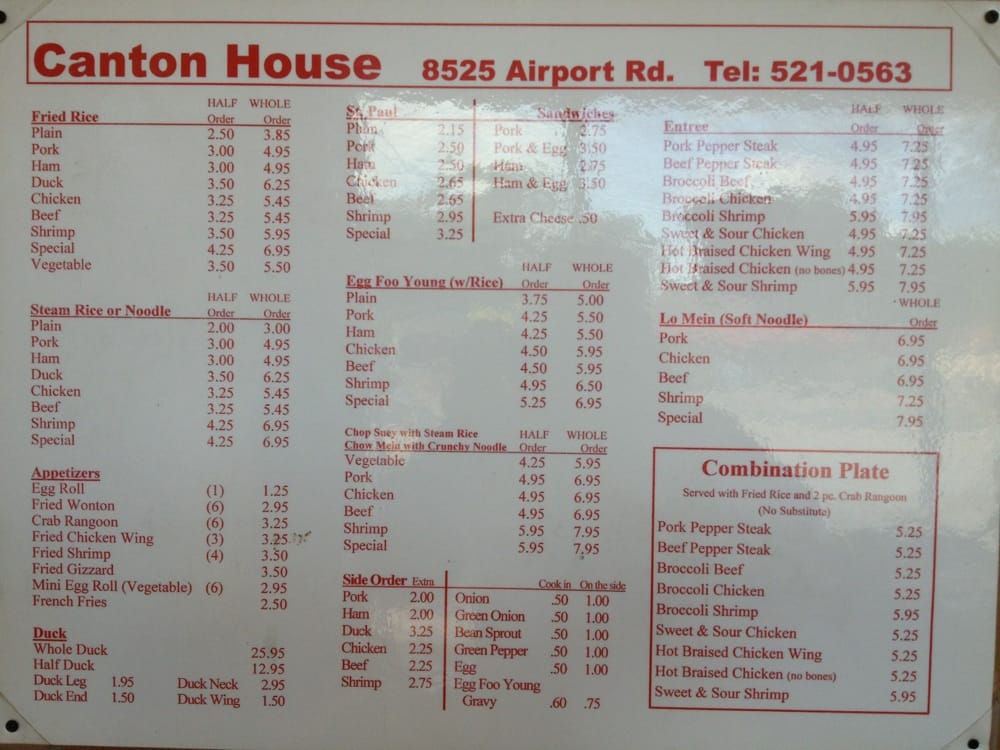 Canton House 8525 Airport Rd. Tel: 521-0563
HALF WHOLE
Fried Rice Order Order
Plain 2.50 3.85
Pork 3.00 4.95
Ham 3.00 4.95
Duck 3.50 6.25
Chicken 3.25 5.45
Beef 3.25 5.45
Shrimp 3.50 5.95
Special 4.25 6.95
Vegetable 3.50 5.50
HALF WHOLE
Steam Rice or Noodle Order Order
Plain 2.00 3.00
Pork 3.00 4.95
Ham 3.00 4.95
Duck 3.50 6.25
Chicken 3.25 5.45
Beef 3.25 5.45
Shrimp 4.25 6.95
Special 4.25 6.95
Appetizers
Egg Roll (1) 1.25
Fried Wonton (6) 2.95
Crab Rangoon (6) 3.25
Fried Chicken Wing (3) 3.25
Fried Shrimp (4) 3.50
Fried Gizzard 3.50
Mini Egg Roll (Vegetable) (6) 2.95
French Fries 2.50
Duck
Whole Duck 25.95
Half Duck 12.95
Duck Leg 1.95 Duck Neck 2.95
Duck End 1.50 Duck Wing 1.50
St. Paul
Plain 2.15
Pork 2.50
Ham 2.50
Chicken 2.65
Beef 2.65
Shrimp 2.95
Special 3.25
Sandwiches
Pork 2.75
Pork & Egg 3.50
Ham 2.75
Ham & Egg 3.50
Extra Cheese .50
HALF WHOLE
Egg Foo Young (w/Rice) Order Order
Plain 3.75 5.00
Pork 4.25 5.50
Ham 4.25 5.50
Chicken 4.50 5.95
Beef 4.50 5.95
Shrimp 4.95 6.50
Special 5.25 6.95
Chop Suey with Steam Rice HALF WHOLE
Chow Mein with Crunchy Noodle Order Order
Vegetable 4.25 5.95
Pork 4.95 6.95
Chicken 4.95 6.95
Beef 4.95 6.95
Shrimp 5.95 7.95
Special 5.95 7.95
Side Order Extra
Pork 2.00
Ham 2.00
Duck 3.25
Chicken 2.25
Beef 2.25
Shrimp 2.75
Cook in On the side
Onion .50 1.00
Green Onion .50 1.00
Bean Sprout .50 1.00
Green Pepper .50 1.00
Egg .50 1.00
Egg Foo Young
Gravy .60 .75
HALF WHOLE
Entree Order Order
Pork Pepper Steak 4.95 7.25
Beef Pepper Steak 4.95 7.25
Broccoli Beef 4.95 7.25
Broccoli Chicken 4.95 7.25
Broccoli Shrimp 5.95 7.95
Sweet & Sour Chicken 4.95 7.25
Hot Braised Chicken Wing 4.95 7.25
Hot Braised Chicken (no bones) 4.95 7.25
Sweet & Sour Shrimp 5.95 7.95
WHOLE
Lo Mein (Soft Noodle) Order
Pork 6.95
Chicken 6.95
Beef 6.95
Shrimp 7.25
Special 7.95
Combination Plate
Served with Fried Rice and 2 pc. Crab Rangoon
(No Substitute)
Pork Pepper Steak 5.25
Beef Pepper Steak 5.25
Broccoli Beef 5.25
Broccoli Chicken 5.25
Broccoli Shrimp 5.95
Sweet & Sour Chicken 5.25
Hot Braised Chicken Wing 5.25
Hot Braised Chicken (no bones) 5.25
Sweet & Sour Shrimp 5.95